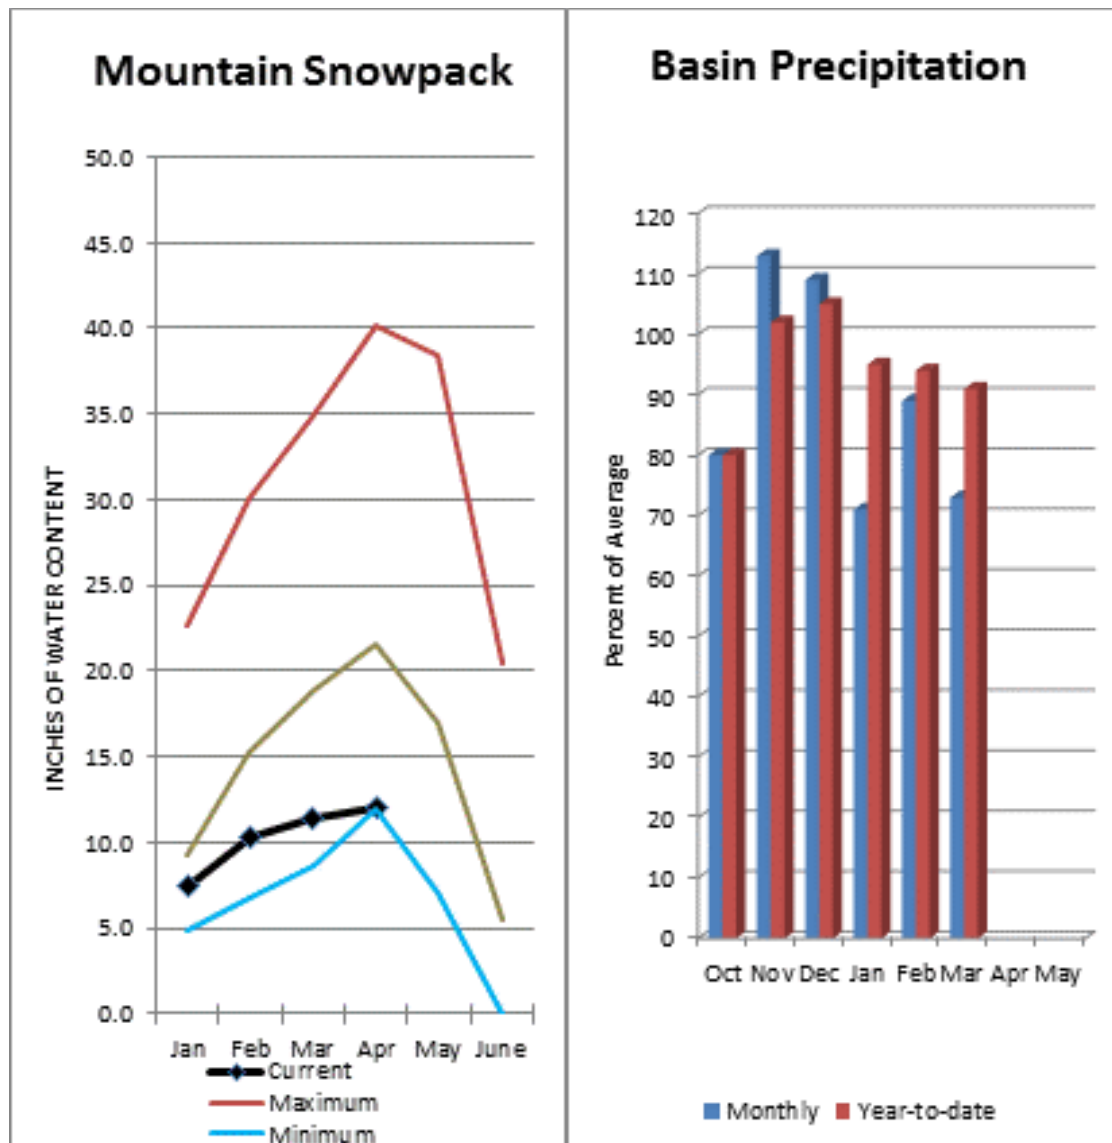 Mountain Snowpack
50.0
45.0
40.0
35.0
30.0
25.0
20.0
15.0
10.0
5.0
0.0
INCHES OF WATER CONTENT
Jan Feb Mar Apr May June
Current
Maximum
Minimum
Basin Precipitation
120
110
100
90
80
70
60
50
40
30
20
10
0
Percent of Average
Oct Nov Dec Jan Feb Mar Apr May
Monthly Year-to-date